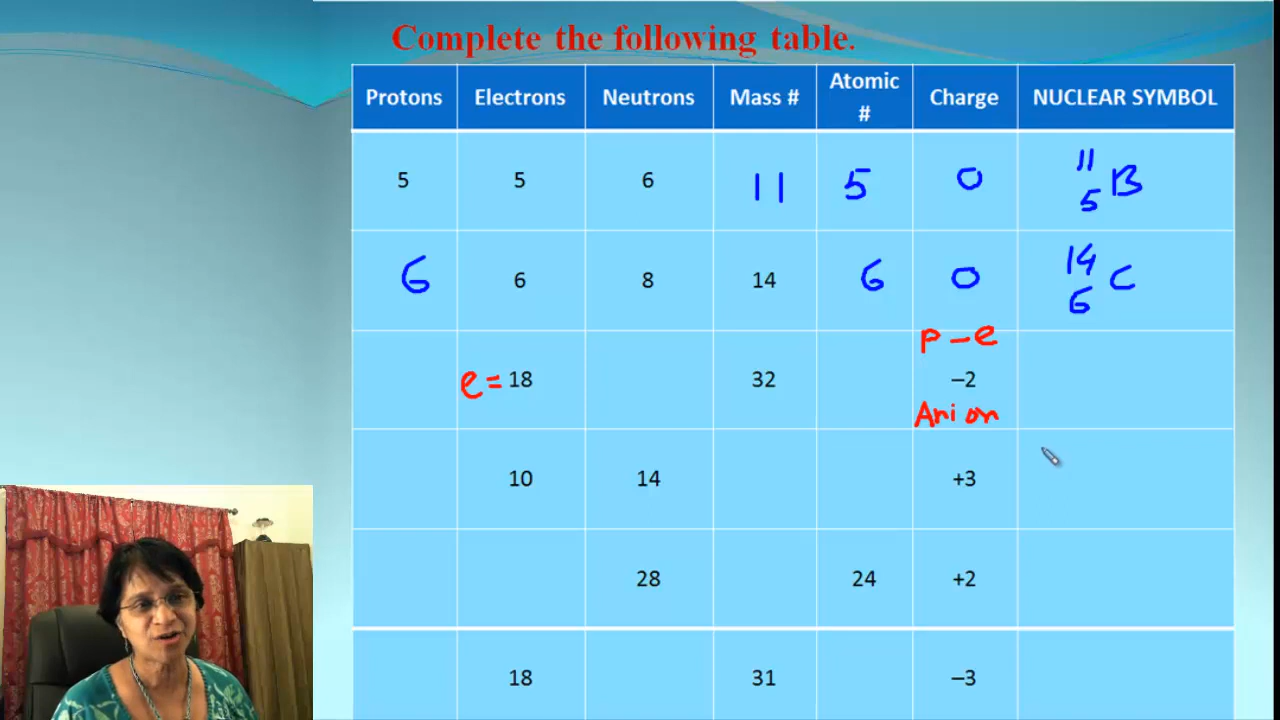 Complete the following table.
Protons Electrons Neutrons Mass # Atomic # Charge NUCLEAR SYMBOL
5 5 6 11 5 0 11 5 B
6 6 8 14 6 0 14 6 C
p – e
e = 18 32 –2
Anion
10 14 +3
28 24 +2
18 31 –3